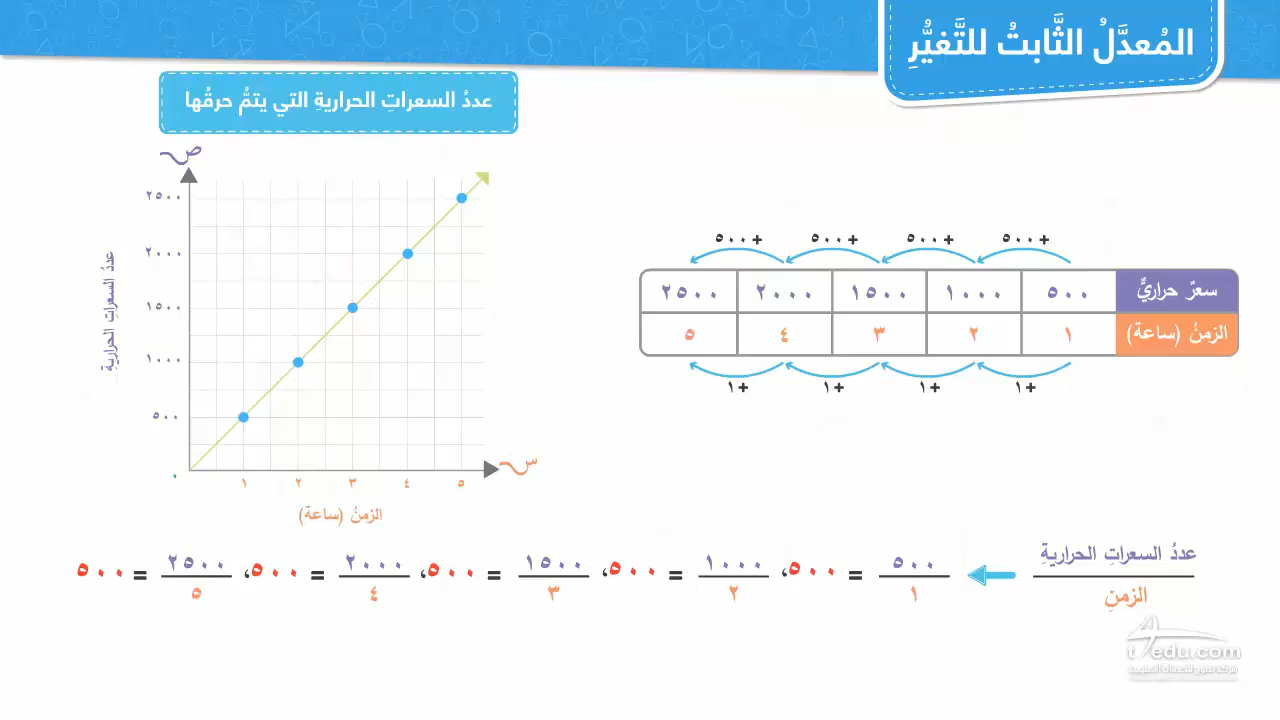 المُعدَّلُ الثَّابتُ للتَّغيُّرِ
عددُ السعراتِ الحراريةِ التي يتمُّ حرقُها
ص
٢٥٠٠
٢٠٠٠
١٥٠٠
١٠٠٠
٥٠٠
٠
عددُ السعراتِ الحراريةِ
١ ٢ ٣ ٤ ٥
س
الزمنُ (ساعة)
+٥٠٠ +٥٠٠ +٥٠٠ +٥٠٠
سعرٌ حراريٌّ ٥٠٠ ١٠٠٠ ١٥٠٠ ٢٠٠٠ ٢٥٠٠
الزمنُ (ساعة) ١ ٢ ٣ ٤ ٥
+١ +١ +١ +١
عددُ السعراتِ الحراريةِ / الزمنِ ← ٥٠٠/١ = ٥٠٠، ١٠٠٠/٢ = ٥٠٠، ١٥٠٠/٣ = ٥٠٠، ٢٠٠٠/٤ = ٥٠٠، ٢٥٠٠/٥ = ٥٠٠
t4edu.com